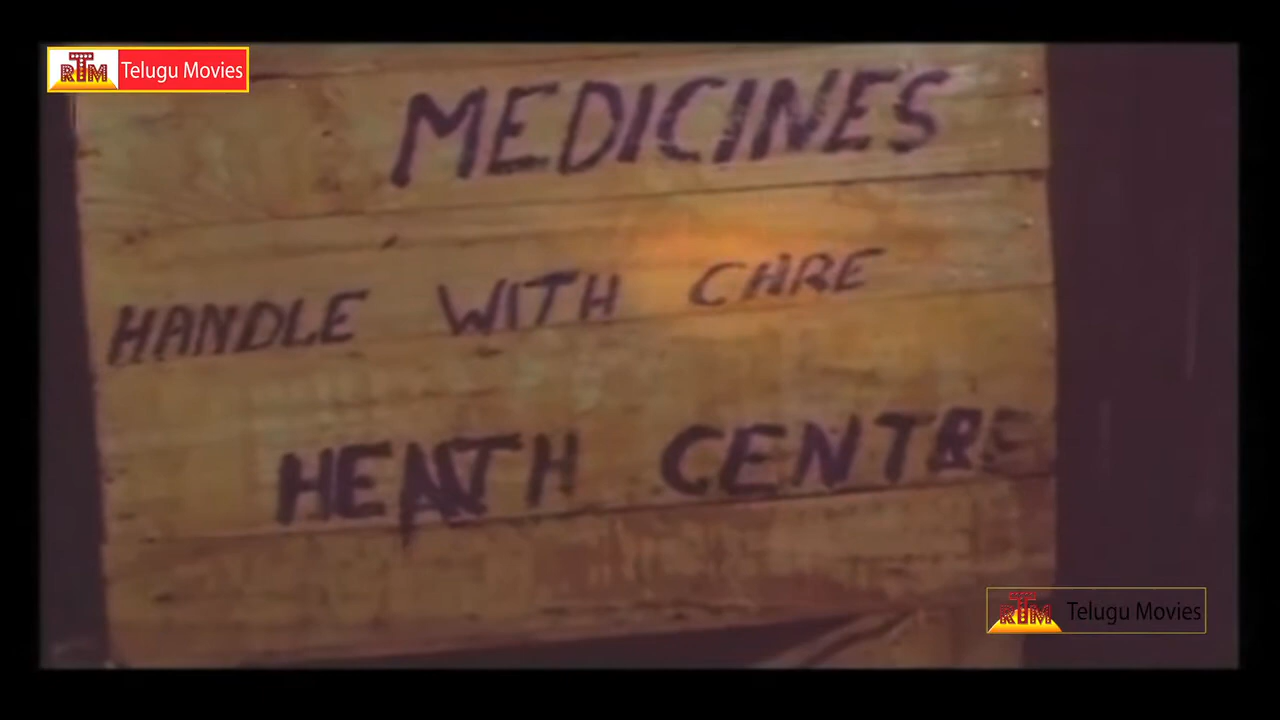 RTM Telugu Movies
MEDICINES
HANDLE WITH CARE
HEALTH CENTRE
RTM Telugu Movies